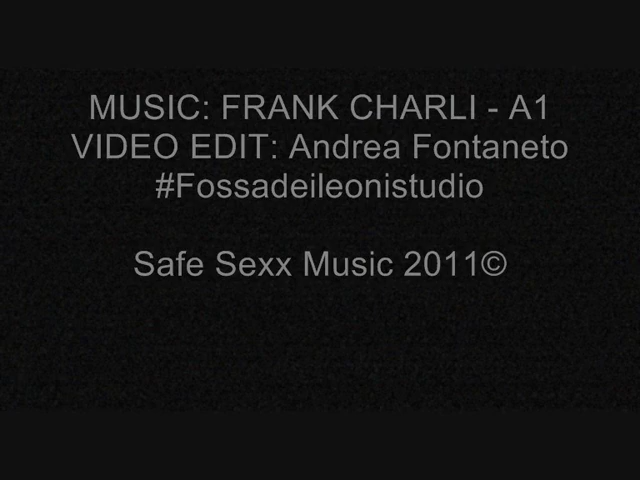 MUSIC: FRANK CHARLI - A1
VIDEO EDIT: Andrea Fontaneto
#Fossadeileonistudio
Safe Sexx Music 2011©